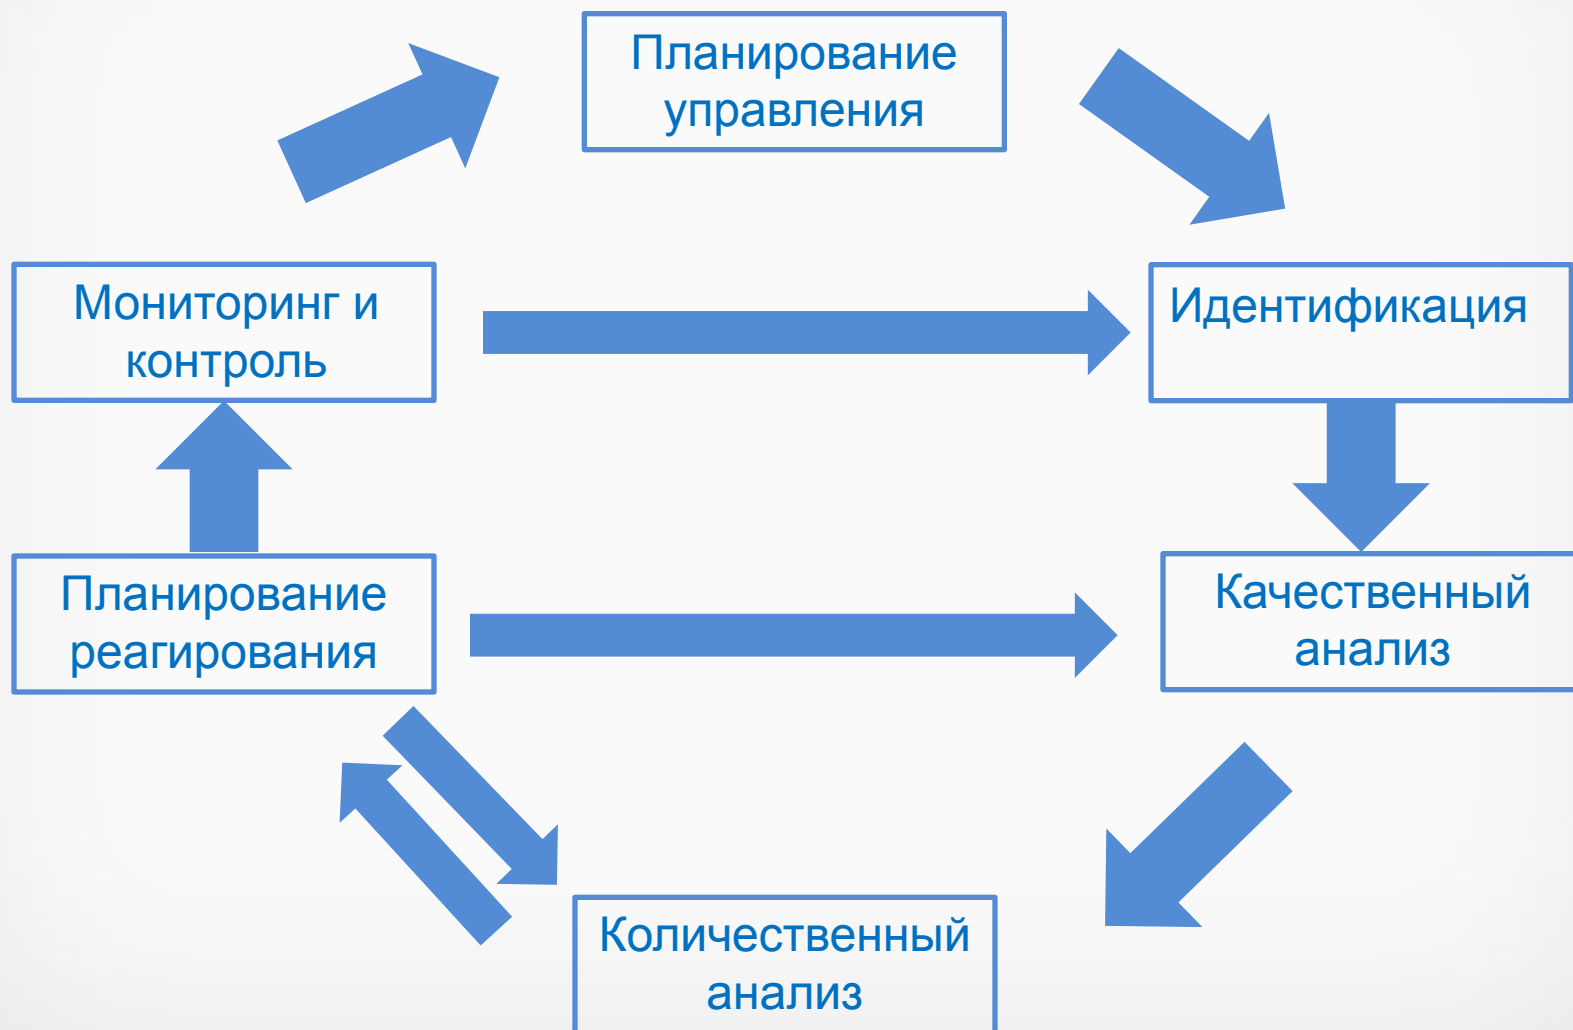 Планирование
управления
Мониторинг и
контроль
Идентификация
Планирование
реагирования
Качественный
анализ
Количественный
анализ